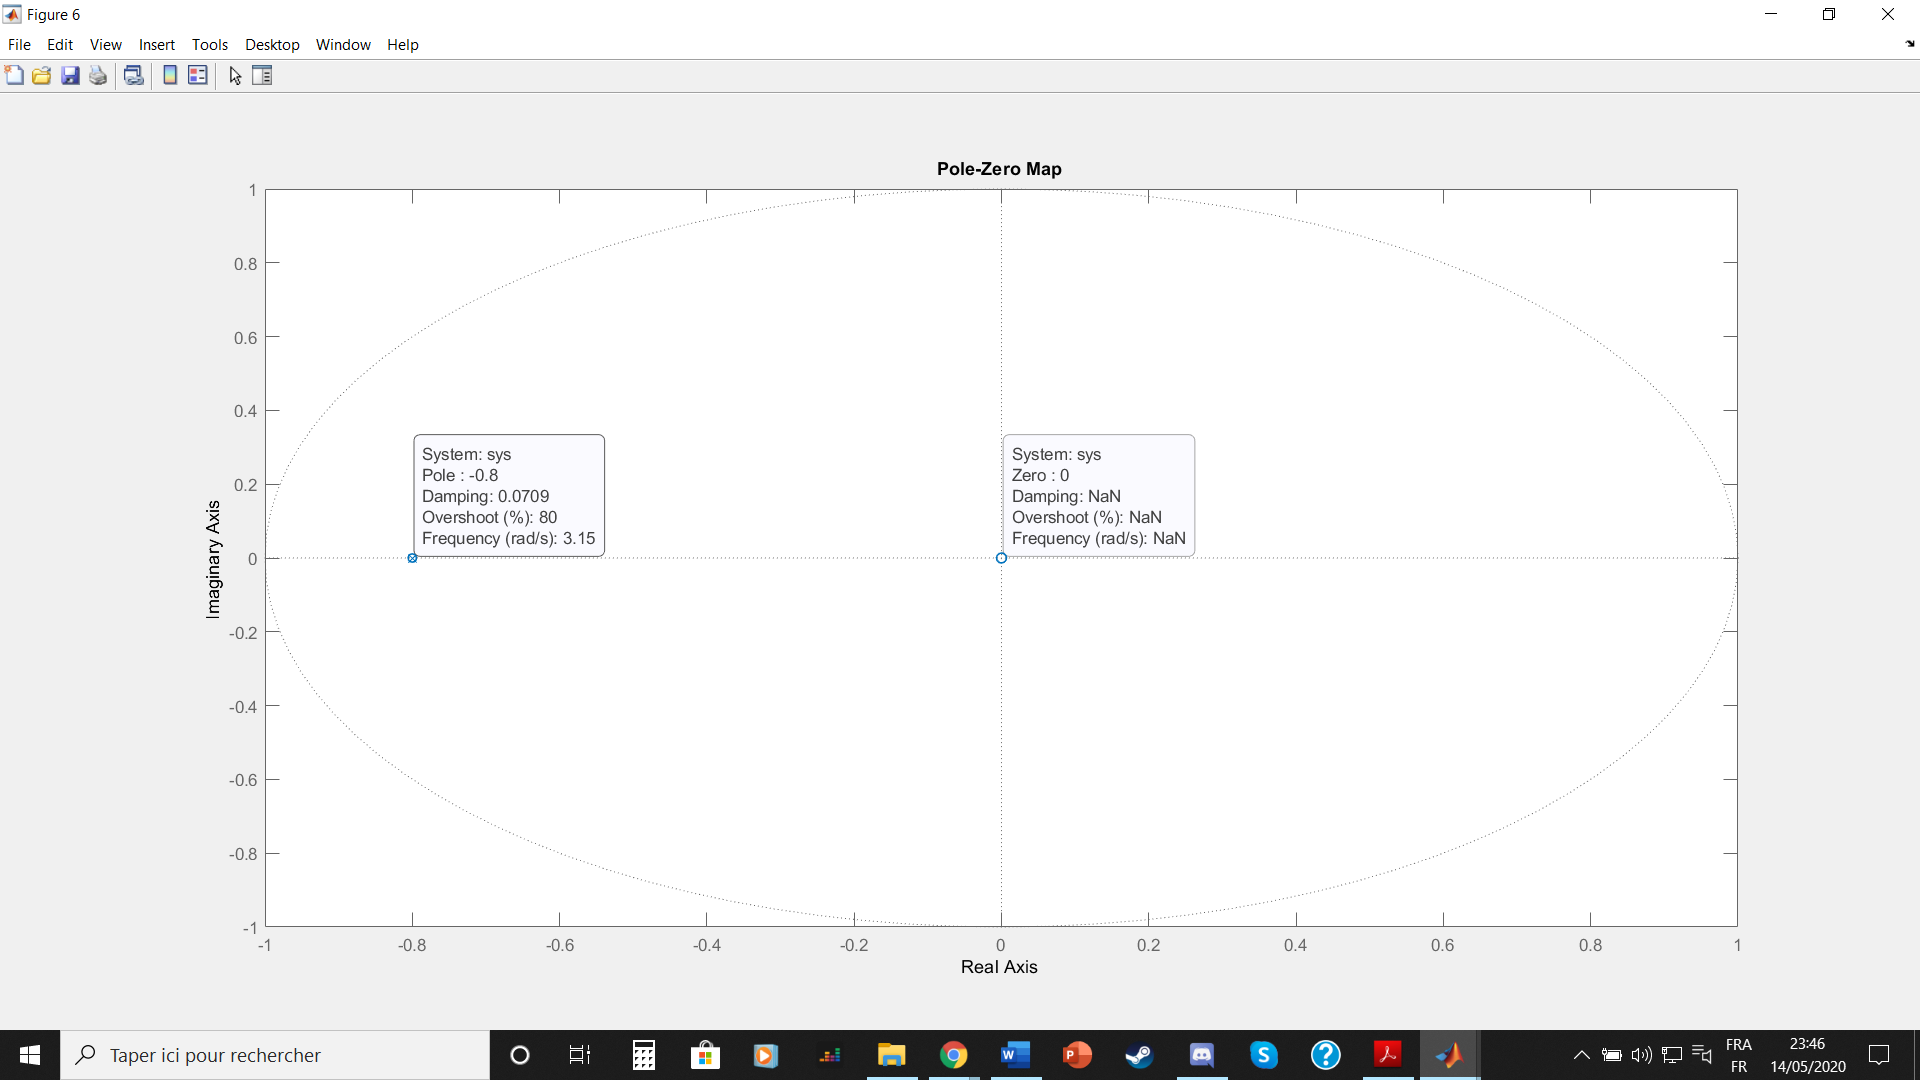 Figure 6
File Edit View Insert Tools Desktop Window Help
Pole-Zero Map
1
0.8
0.6
0.4
0.2
0
-0.2
-0.4
-0.6
-0.8
-1
Imaginary Axis
System: sys
Pole : -0.8
Damping: 0.0709
Overshoot (%): 80
Frequency (rad/s): 3.15
System: sys
Zero : 0
Damping: NaN
Overshoot (%): NaN
Frequency (rad/s): NaN
-1 -0.8 -0.6 -0.4 -0.2 0 0.2 0.4 0.6 0.8 1
Real Axis
Taper ici pour rechercher
W
P
S
?
FRA
FR
23:46
14/05/2020